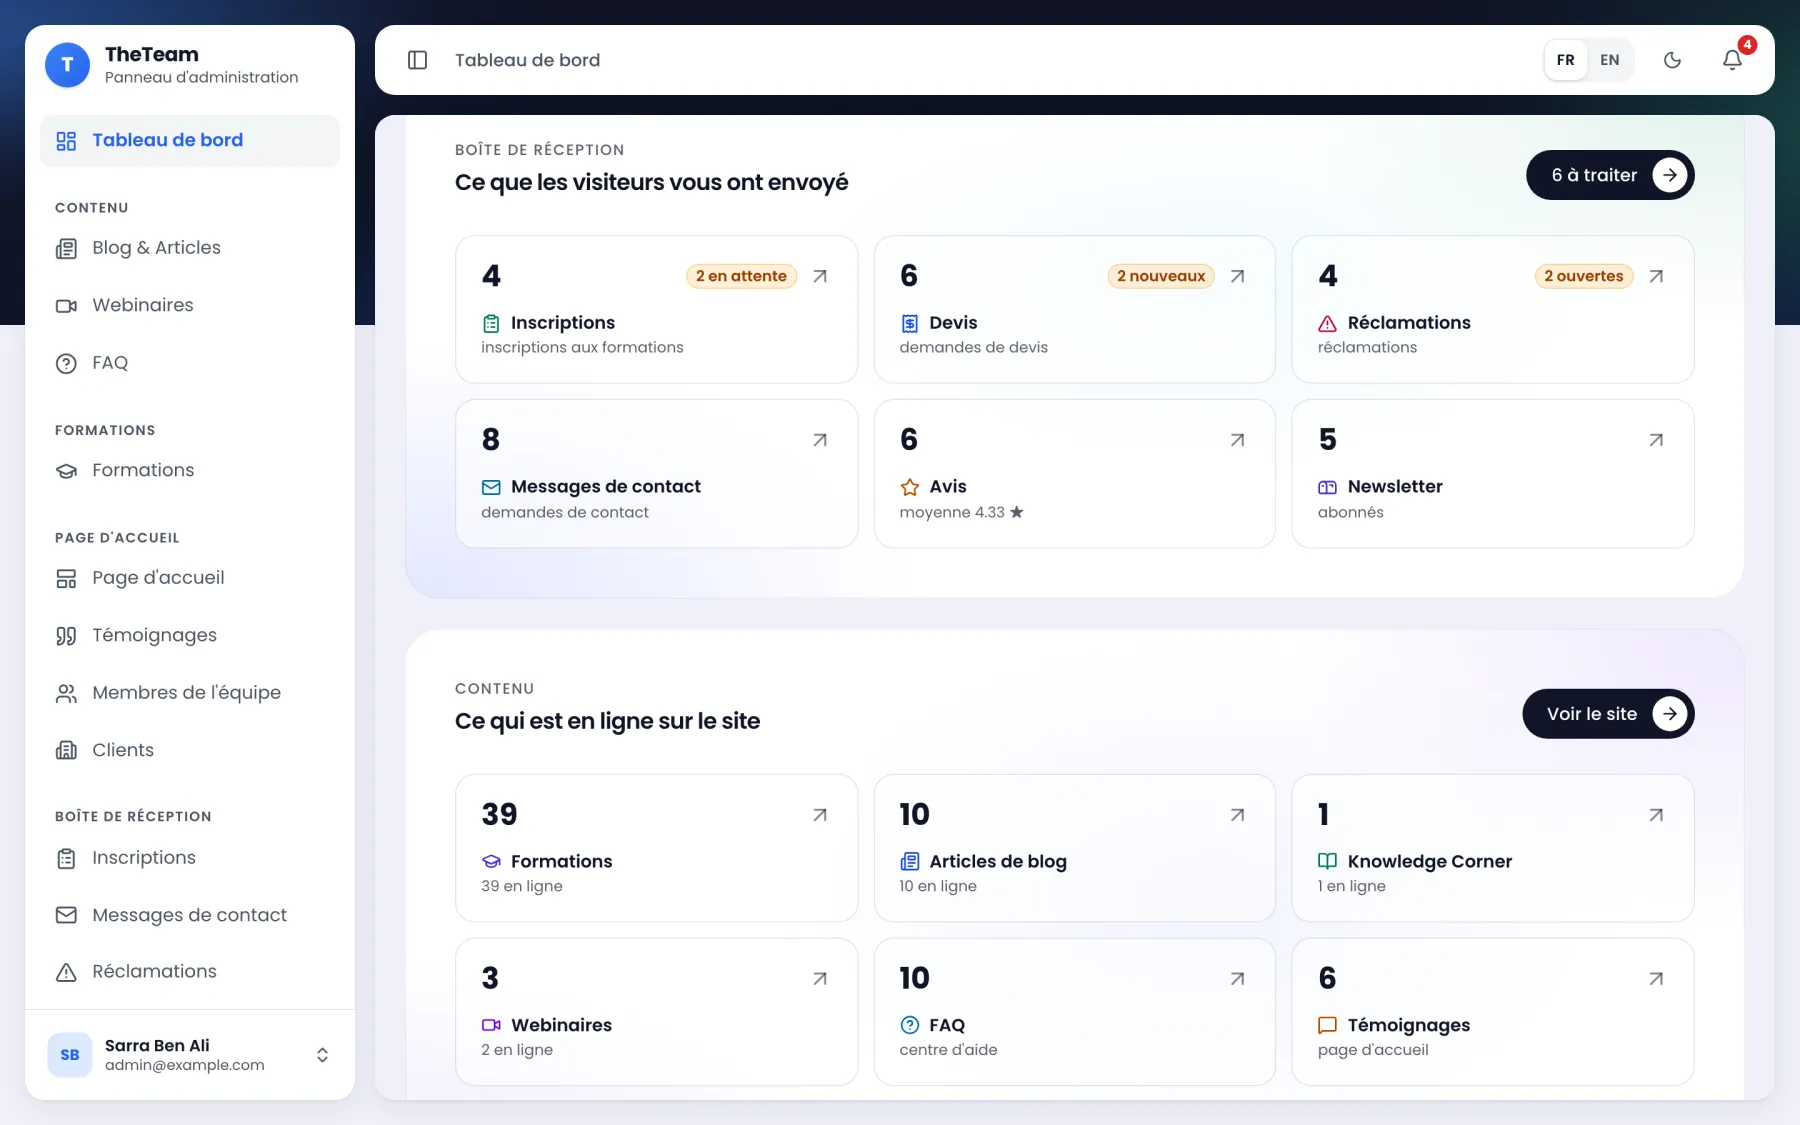 T
TheTeam
Panneau d'administration
Tableau de bord
CONTENU
Blog & Articles
Webinaires
FAQ
FORMATIONS
Formations
PAGE D'ACCUEIL
Page d'accueil
Témoignages
Membres de l'équipe
Clients
BOÎTE DE RÉCEPTION
Inscriptions
Messages de contact
Réclamations
SB
Sarra Ben Ali
admin@example.com
Tableau de bord
FR EN
4
BOÎTE DE RÉCEPTION
Ce que les visiteurs vous ont envoyé
6 à traiter
4
2 en attente
Inscriptions
inscriptions aux formations
6
2 nouveaux
Devis
demandes de devis
4
2 ouvertes
Réclamations
réclamations
8
Messages de contact
demandes de contact
6
Avis
moyenne 4.33 ★
5
Newsletter
abonnés
CONTENU
Ce qui est en ligne sur le site
Voir le site
39
Formations
39 en ligne
10
Articles de blog
10 en ligne
1
Knowledge Corner
1 en ligne
3
Webinaires
2 en ligne
10
FAQ
centre d'aide
6
Témoignages
page d'accueil